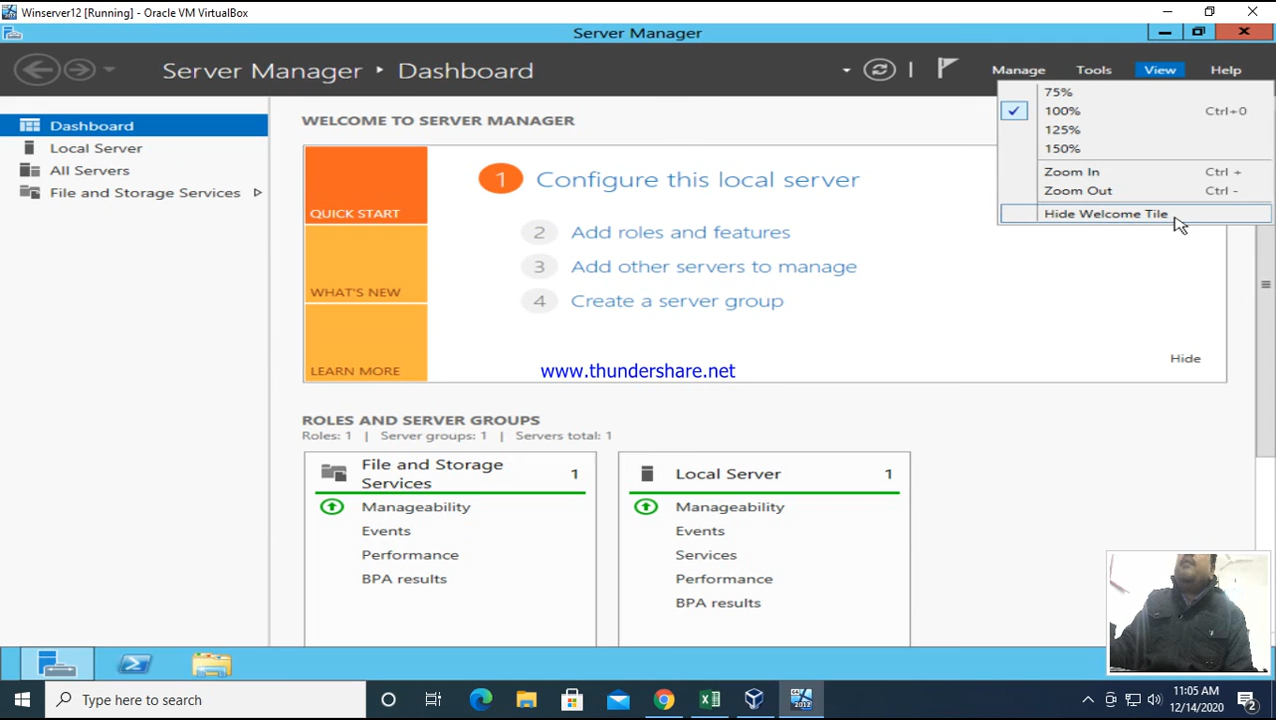 Winserver12 [Running] - Oracle VM VirtualBox
Server Manager
Server Manager ‣ Dashboard
Manage Tools View Help
75%
100% Ctrl+0
125%
150%
Zoom In Ctrl +
Zoom Out Ctrl -
Hide Welcome Tile
Dashboard
Local Server
All Servers
File and Storage Services
WELCOME TO SERVER MANAGER
QUICK START
WHAT'S NEW
LEARN MORE
1 Configure this local server
2 Add roles and features
3 Add other servers to manage
4 Create a server group
Hide
www.thundershare.net
ROLES AND SERVER GROUPS
Roles: 1 | Server groups: 1 | Servers total: 1
File and Storage
Services 1
Manageability
Events
Performance
BPA results
Local Server 1
Manageability
Events
Services
Performance
BPA results
Type here to search
11:05 AM
12/14/2020
2